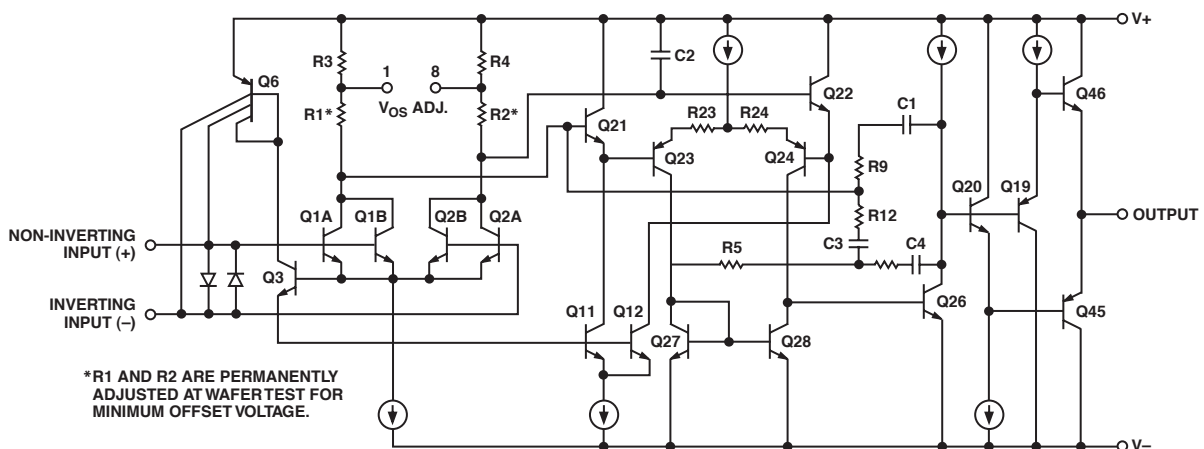 V+
Q6
R3
R4
C2
1
8
VOS ADJ.
R1*
R2*
Q22
Q46
C1
R23
R24
Q21
Q23
Q24
R9
Q20
Q19
Q1A
Q1B
Q2B
Q2A
R12
OUTPUT
NON-INVERTING
INPUT (+)
C3
C4
R5
Q3
INVERTING
INPUT (–)
Q11
Q12
Q26
Q45
Q27
Q28
*R1 AND R2 ARE PERMANENTLY
ADJUSTED AT WAFER TEST FOR
MINIMUM OFFSET VOLTAGE.
V–